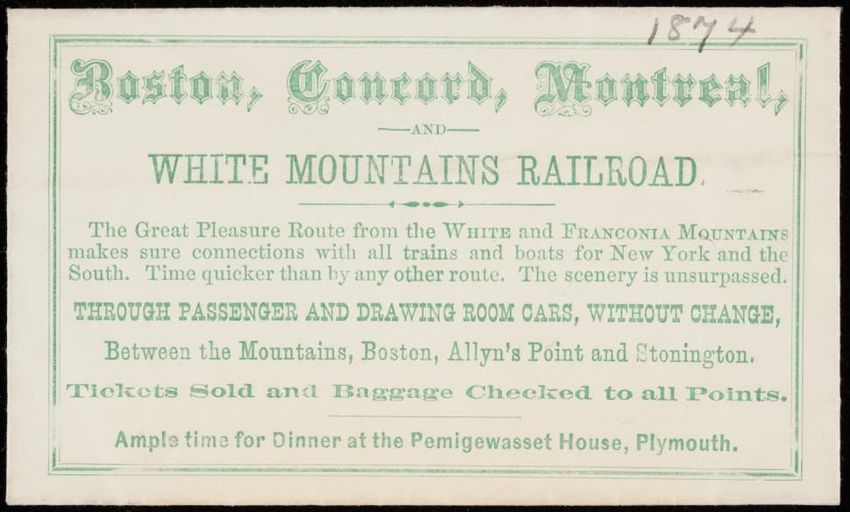 1874
Boston, Concord, Montreal,
AND
WHITE MOUNTAINS RAILROAD.
The Great Pleasure Route from the WHITE and FRANCONIA MOUNTAINS
makes sure connections with all trains and boats for New York and the
South. Time quicker than by any other route. The scenery is unsurpassed.
THROUGH PASSENGER AND DRAWING ROOM CARS, WITHOUT CHANGE,
Between the Mountains, Boston, Allyn's Point and Stonington.
Tickets Sold and Baggage Checked to all Points.
Ample time for Dinner at the Pemigewasset House, Plymouth.